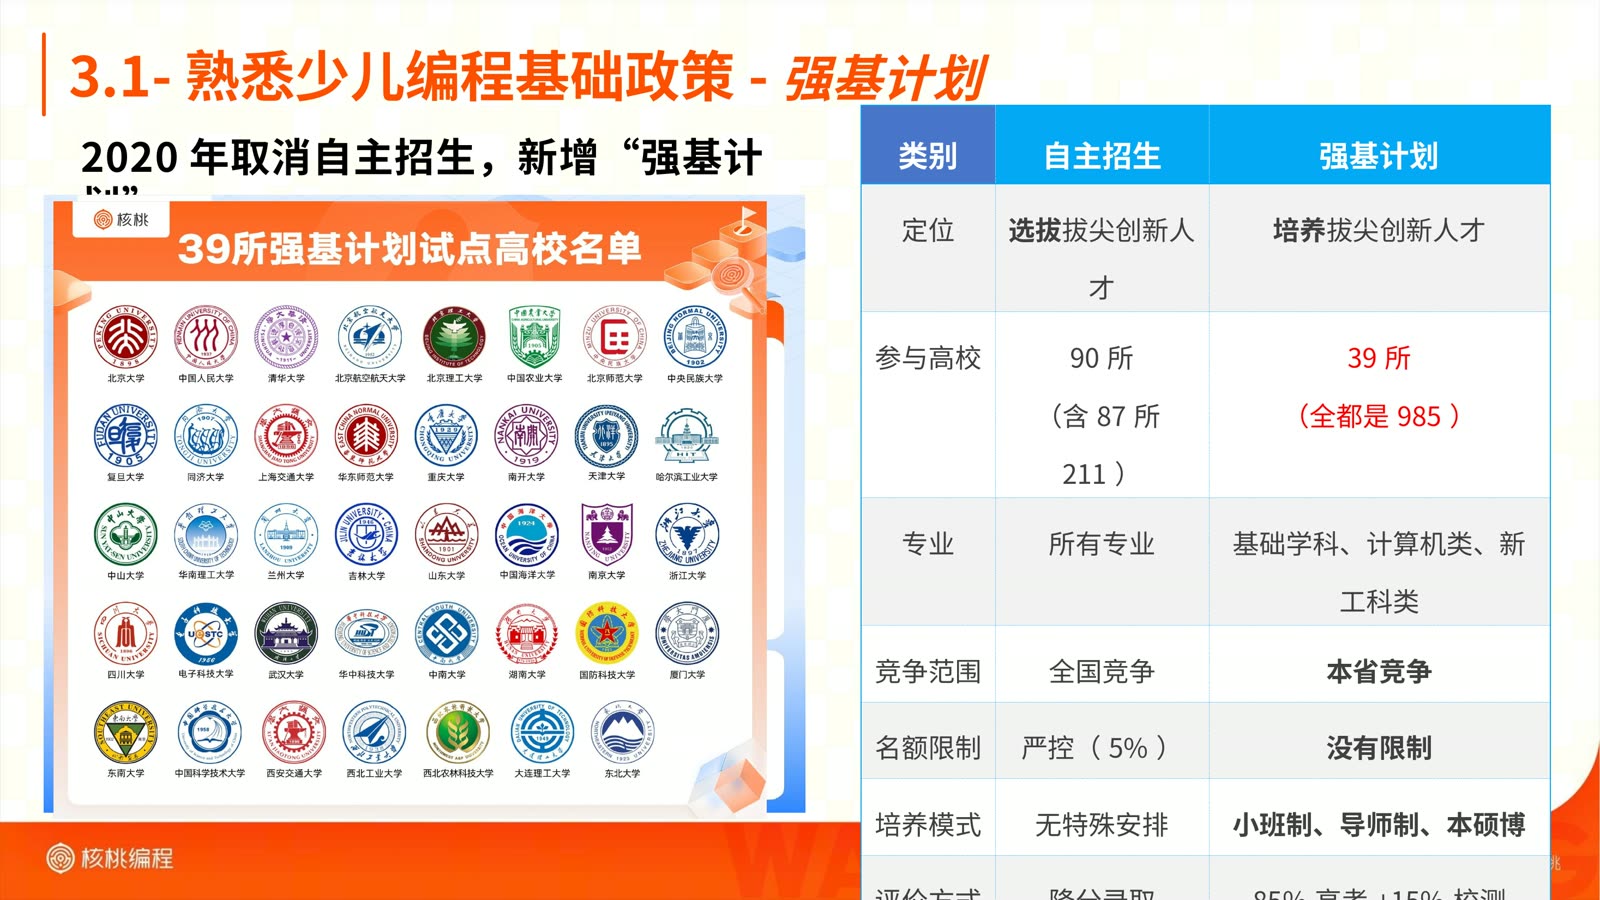 3.1- 熟悉少儿编程基础政策 - 强基计划
2020 年取消自主招生，新增“强基计
划”
核桃
39所强基计划试点高校名单
北京大学 中国人民大学 清华大学 北京航空航天大学 北京理工大学 中国农业大学 北京师范大学 中央民族大学
复旦大学 同济大学 上海交通大学 华东师范大学 重庆大学 南开大学 天津大学 哈尔滨工业大学
中山大学 华南理工大学 兰州大学 吉林大学 山东大学 中国海洋大学 南京大学 浙江大学
四川大学 电子科技大学 武汉大学 华中科技大学 中南大学 湖南大学 国防科技大学 厦门大学
东南大学 中国科学技术大学 西安交通大学 西北工业大学 西北农林科技大学 大连理工大学 东北大学
类别 自主招生 强基计划
定位 选拔拔尖创新人 培养拔尖创新人才
才
参与高校 90 所 39 所
（含 87 所 （全都是 985 ）
211 ）
专业 所有专业 基础学科、计算机类、新
工科类
竞争范围 全国竞争 本省竞争
名额限制 严控（ 5% ） 没有限制
培养模式 无特殊安排 小班制、导师制、本硕博
评价方式 降分录取 85% 高考 +15% 校测
核桃编程